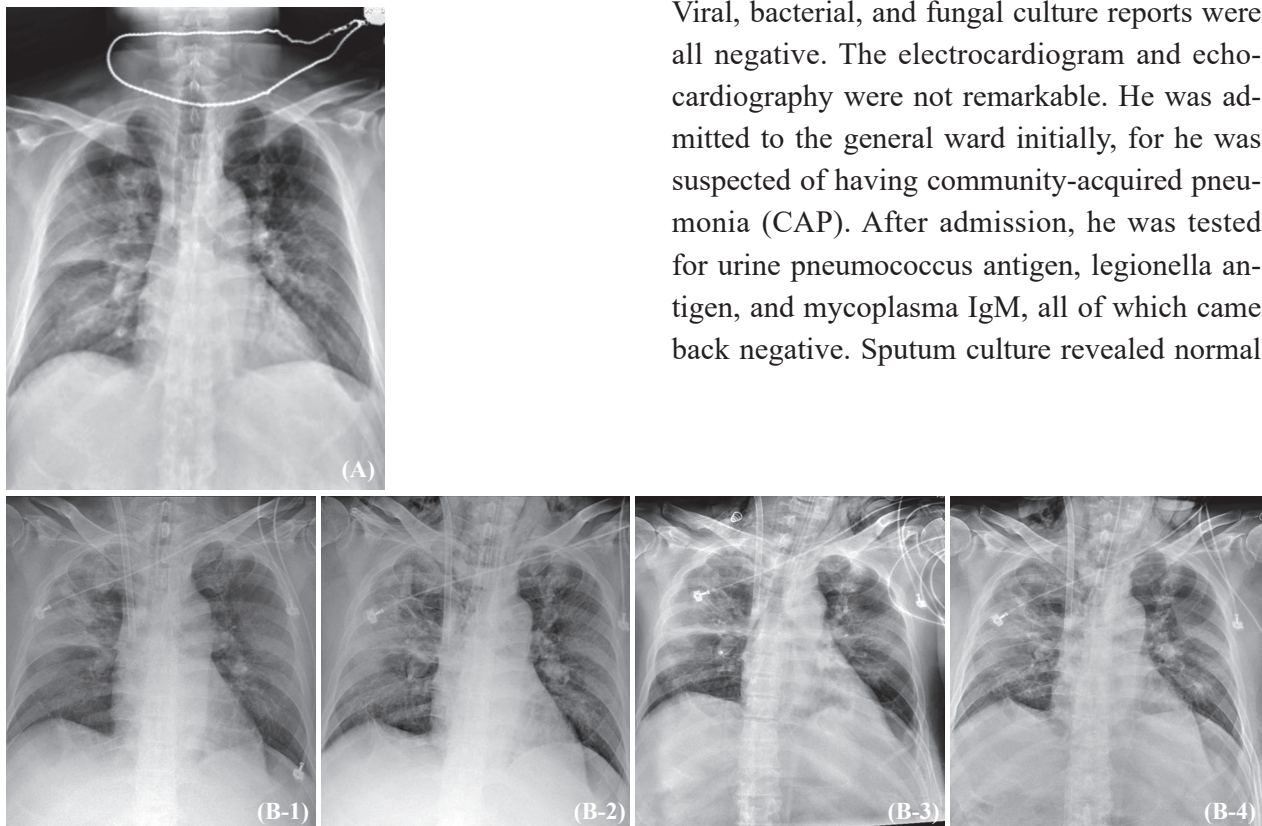 Viral, bacterial, and fungal culture reports were
all negative. The electrocardiogram and echo-
cardiography were not remarkable. He was ad-
mitted to the general ward initially, for he was
suspected of having community-acquired pneu-
monia (CAP). After admission, he was tested
for urine pneumococcus antigen, legionella an-
tigen, and mycoplasma IgM, all of which came
back negative. Sputum culture revealed normal
(A)
(B-1)
(B-2)
(B-3)
(B-4)